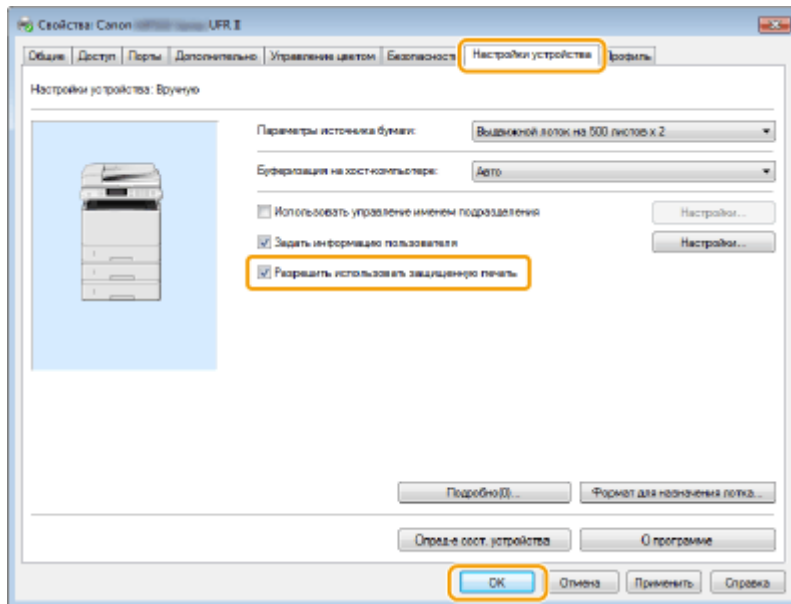 Свойства: Canon UFR II
Общие Доступ Порты Дополнительно Управление цветом Безопасность Настройки устройства Профиль
Настройки устройства: Вручную
Параметры источника бумаги: Выдвижной лоток на 500 листов x 2
Буферизация на хост-компьютере: Авто
Использовать управление именем подразделения Настройки...
Задать информацию пользователя Настройки...
Разрешить использовать защищенную печать
Подробно(0)... Формат для назначения лотка...
Опред-е сост. устройства О программе
OK Отмена Применить Справка